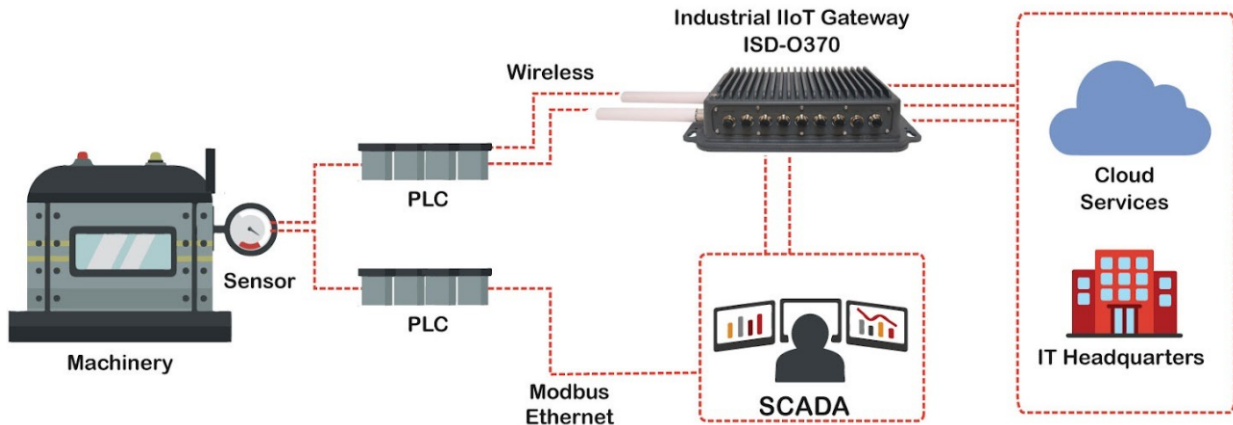 Industrial IIoT Gateway
ISD-O370
Wireless
PLC
Sensor
PLC
Machinery
Modbus
Ethernet
SCADA
Cloud
Services
IT Headquarters